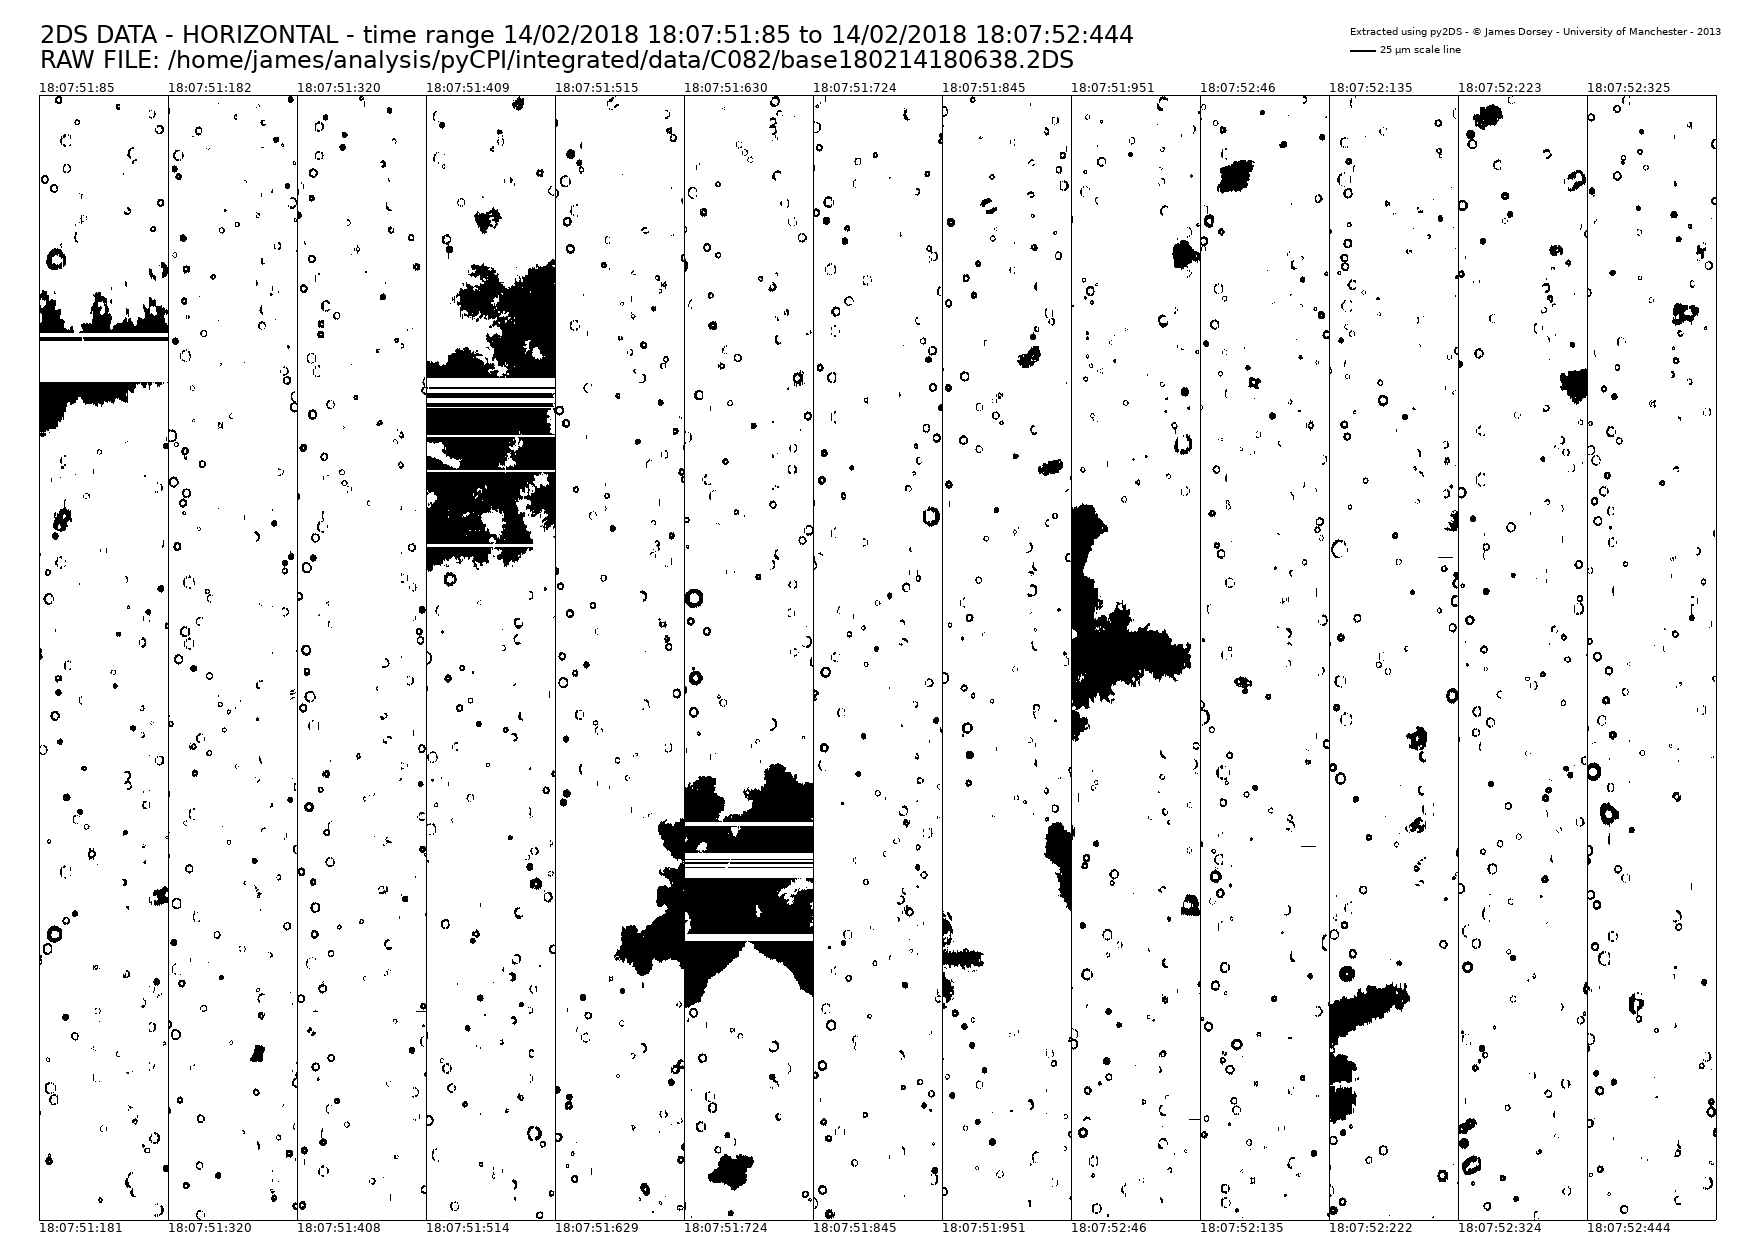 2DS DATA - HORIZONTAL - time range 14/02/2018 18:07:51:85 to 14/02/2018 18:07:52:444
RAW FILE: /home/james/analysis/pyCPI/integrated/data/C082/base180214180638.2DS
Extracted using py2DS - © James Dorsey - University of Manchester - 2013
25 µm scale line
18:07:51:85 18:07:51:182 18:07:51:320 18:07:51:409 18:07:51:515 18:07:51:630 18:07:51:724 18:07:51:845 18:07:51:951 18:07:52:46 18:07:52:135 18:07:52:223 18:07:52:325
18:07:51:181 18:07:51:320 18:07:51:408 18:07:51:514 18:07:51:629 18:07:51:724 18:07:51:845 18:07:51:951 18:07:52:46 18:07:52:135 18:07:52:222 18:07:52:324 18:07:52:444